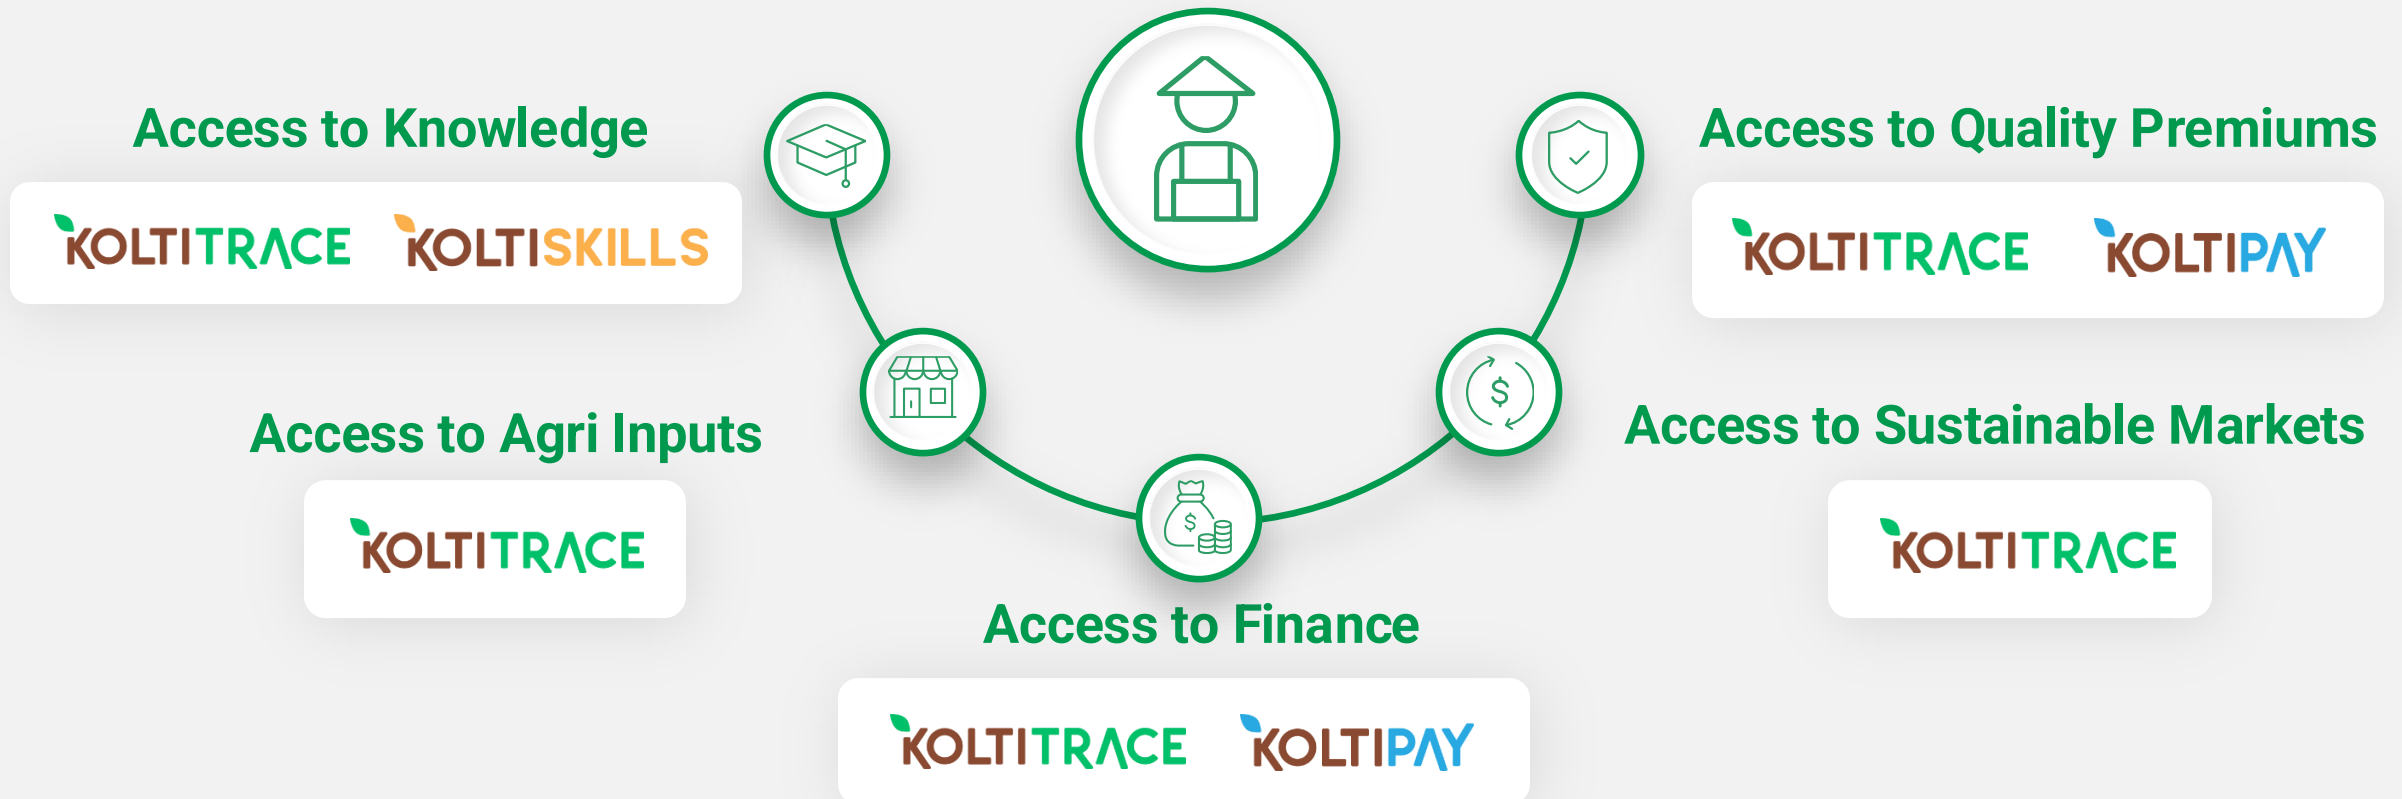 Access to Knowledge
KOLTITRACE KOLTISKILLS
Access to Agri Inputs
KOLTITRACE
$
Access to Finance
KOLTITRACE KOLTIPAY
$
Access to Sustainable Markets
KOLTITRACE
Access to Quality Premiums
KOLTITRACE KOLTIPAY